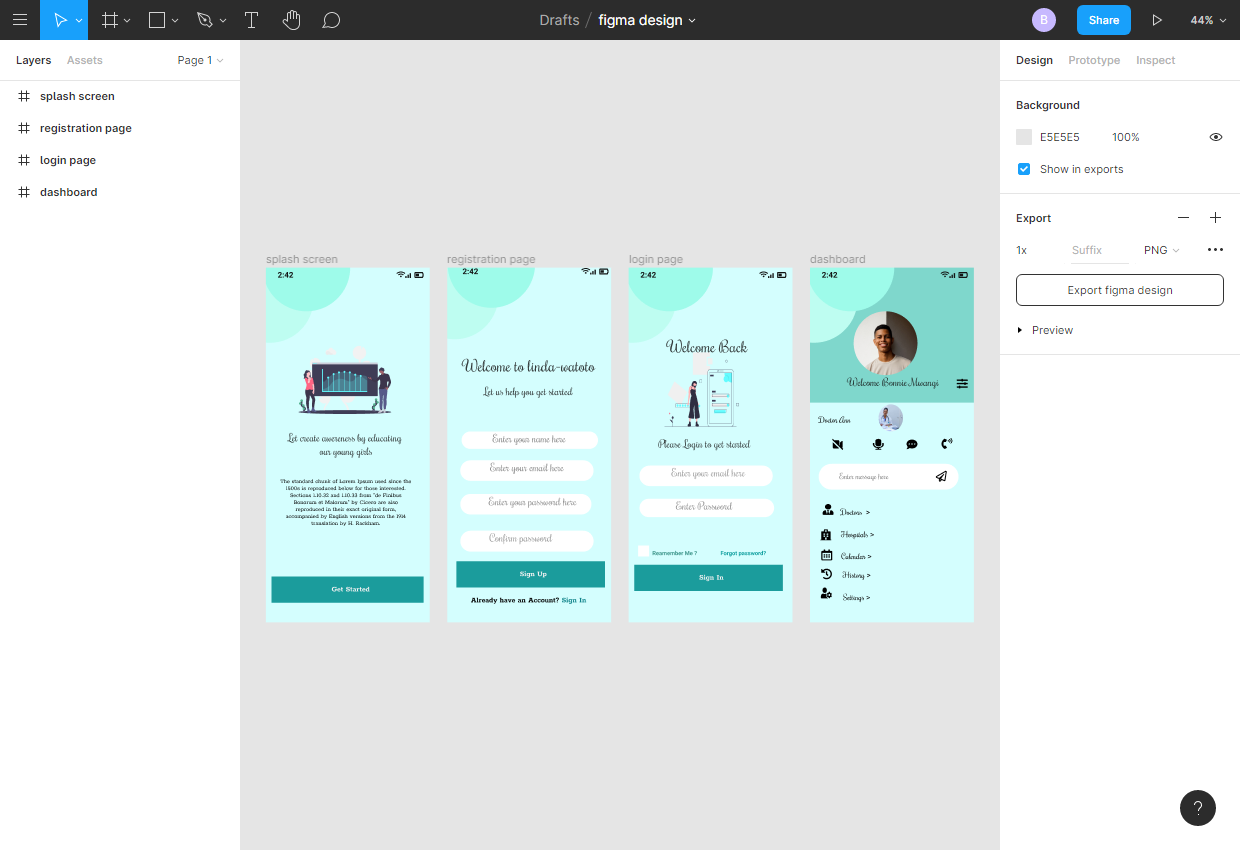 Drafts / figma design
B
Share
44%
Layers
Assets
Page 1
splash screen
registration page
login page
dashboard
splash screen
2:42
Let create awereness by educating
our young girls
The standard chunk of Lorem Ipsum used since the
1500s is reproduced below for those interested.
Sections 1.10.32 and 1.10.33 from "de Finibus
Bonorum et Malorum" by Cicero are also
reproduced in their exact original form,
accompanied by English versions from the 1914
translation by H. Rackham.
Get Started
registration page
2:42
Welcome to linda-watoto
Let us help you get started
Enter your name here
Enter your email here
Enter your password here
Confirm password
Sign Up
Already have an Account? Sign In
login page
2:42
Welcome Back
Please Login to get started
Enter your email here
Enter Password
Reamember Me ?
Forgot password?
Sign In
dashboard
2:42
Welcome Bonnie Mwangi
Doctor Ann
Enter message here
Doctors >
Hospitals >
Calendar >
History >
Settings >
Design
Prototype
Inspect
Background
E5E5E5
100%
Show in exports
Export
1x
Suffix
PNG
Export figma design
Preview
?